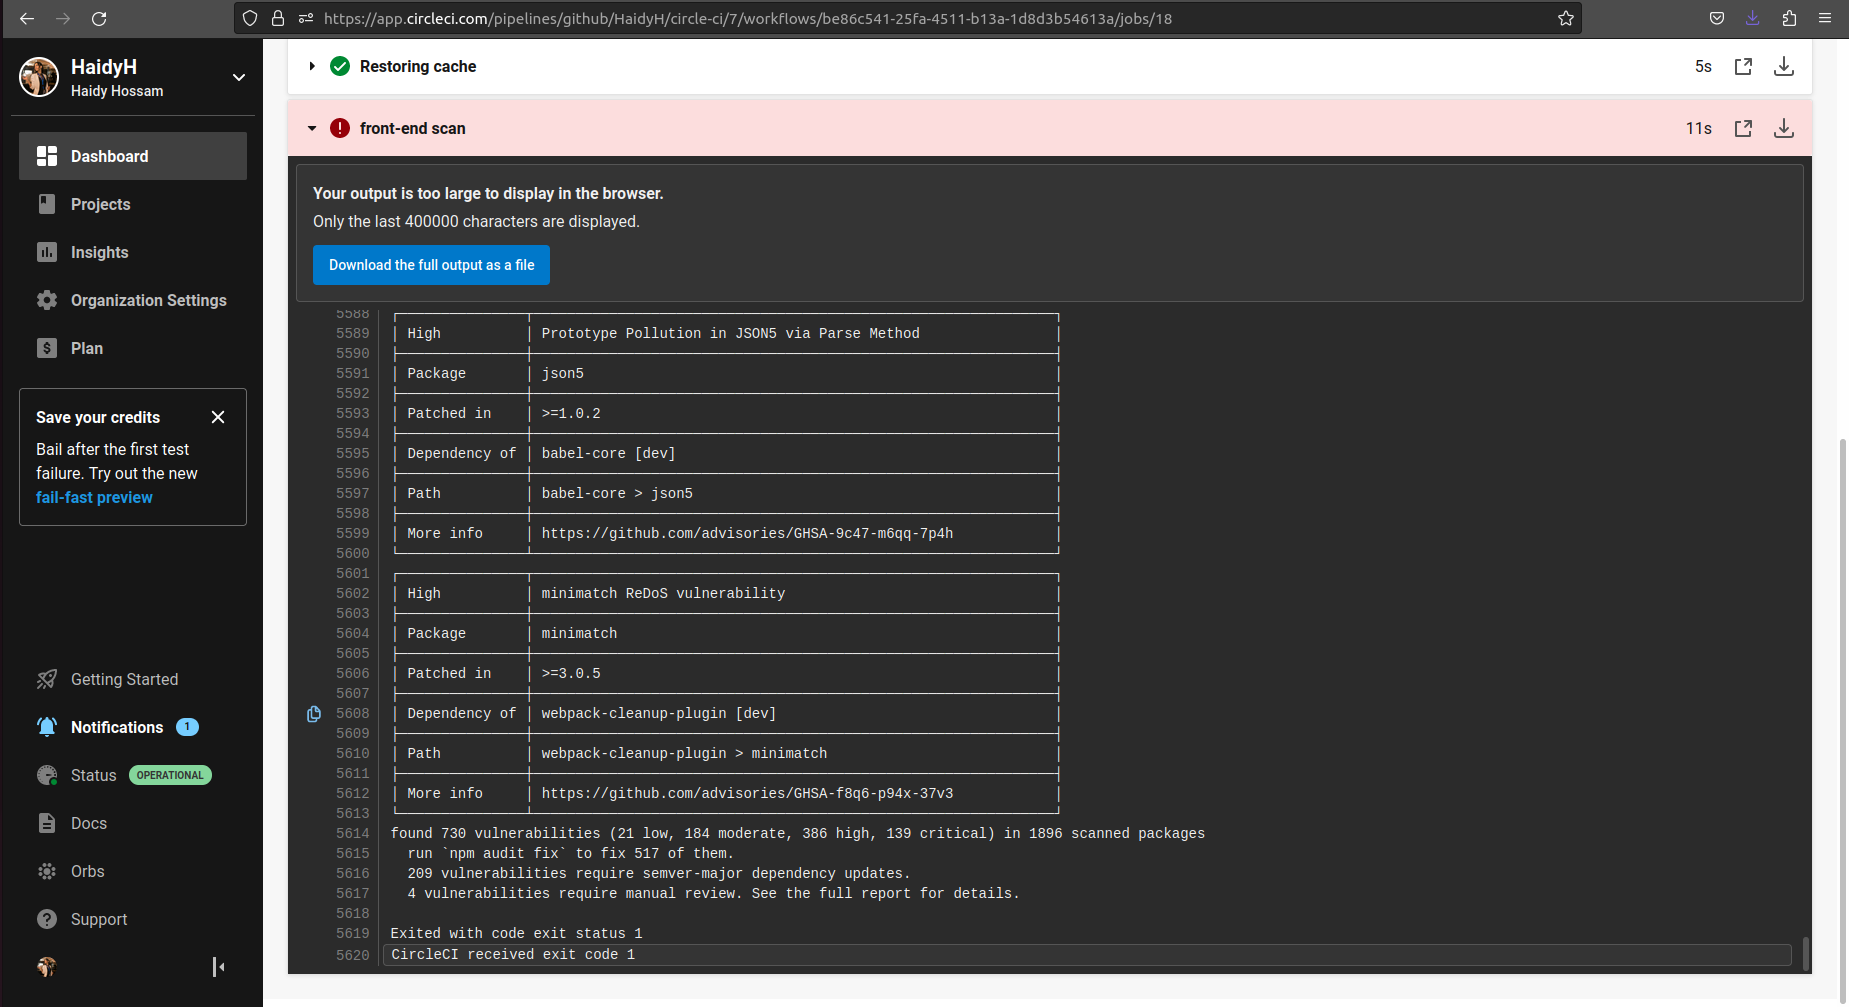 https://app.circleci.com/pipelines/github/HaidyH/circle-ci/7/workflows/be86c541-25fa-4511-b13a-1d8d3b54613a/jobs/18
HaidyH
Haidy Hossam
Dashboard
Projects
Insights
Organization Settings
Plan
Save your credits
Bail after the first test
failure. Try out the new
fail-fast preview
Getting Started
Notifications 1
Status OPERATIONAL
Docs
Orbs
Support
Restoring cache 5s
front-end scan 11s
Your output is too large to display in the browser.
Only the last 400000 characters are displayed.
Download the full output as a file
5588
5589 High Prototype Pollution in JSON5 via Parse Method
5590
5591 Package json5
5592
5593 Patched in >=1.0.2
5594
5595 Dependency of babel-core [dev]
5596
5597 Path babel-core > json5
5598
5599 More info https://github.com/advisories/GHSA-9c47-m6qq-7p4h
5600
5601
5602 High minimatch ReDoS vulnerability
5603
5604 Package minimatch
5605
5606 Patched in >=3.0.5
5607
5608 Dependency of webpack-cleanup-plugin [dev]
5609
5610 Path webpack-cleanup-plugin > minimatch
5611
5612 More info https://github.com/advisories/GHSA-f8q6-p94x-37v3
5613
5614 found 730 vulnerabilities (21 low, 184 moderate, 386 high, 139 critical) in 1896 scanned packages
5615 run `npm audit fix` to fix 517 of them.
5616 209 vulnerabilities require semver-major dependency updates.
5617 4 vulnerabilities require manual review. See the full report for details.
5618
5619 Exited with code exit status 1
5620 CircleCI received exit code 1